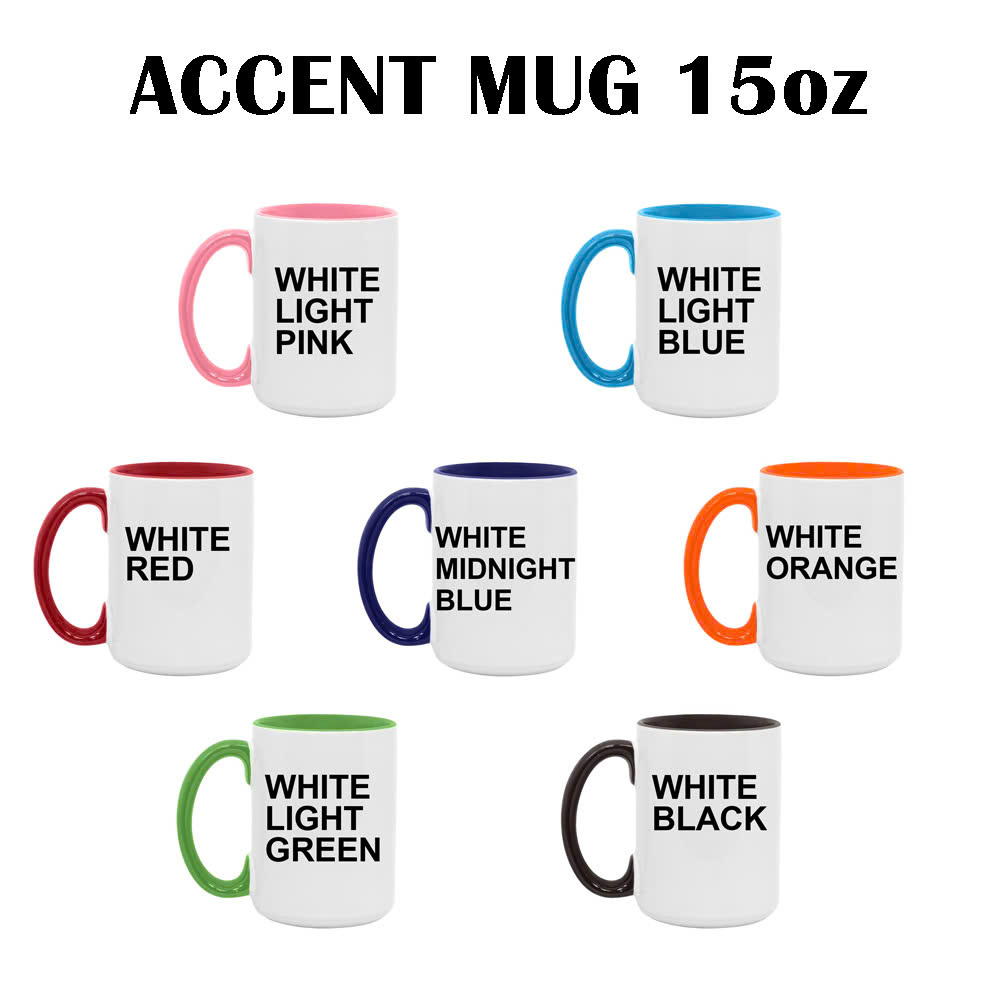 ACCENT MUG 15oz
WHITE
LIGHT
PINK
WHITE
LIGHT
BLUE
WHITE
RED
WHITE
MIDNIGHT
BLUE
WHITE
ORANGE
WHITE
LIGHT
GREEN
WHITE
BLACK